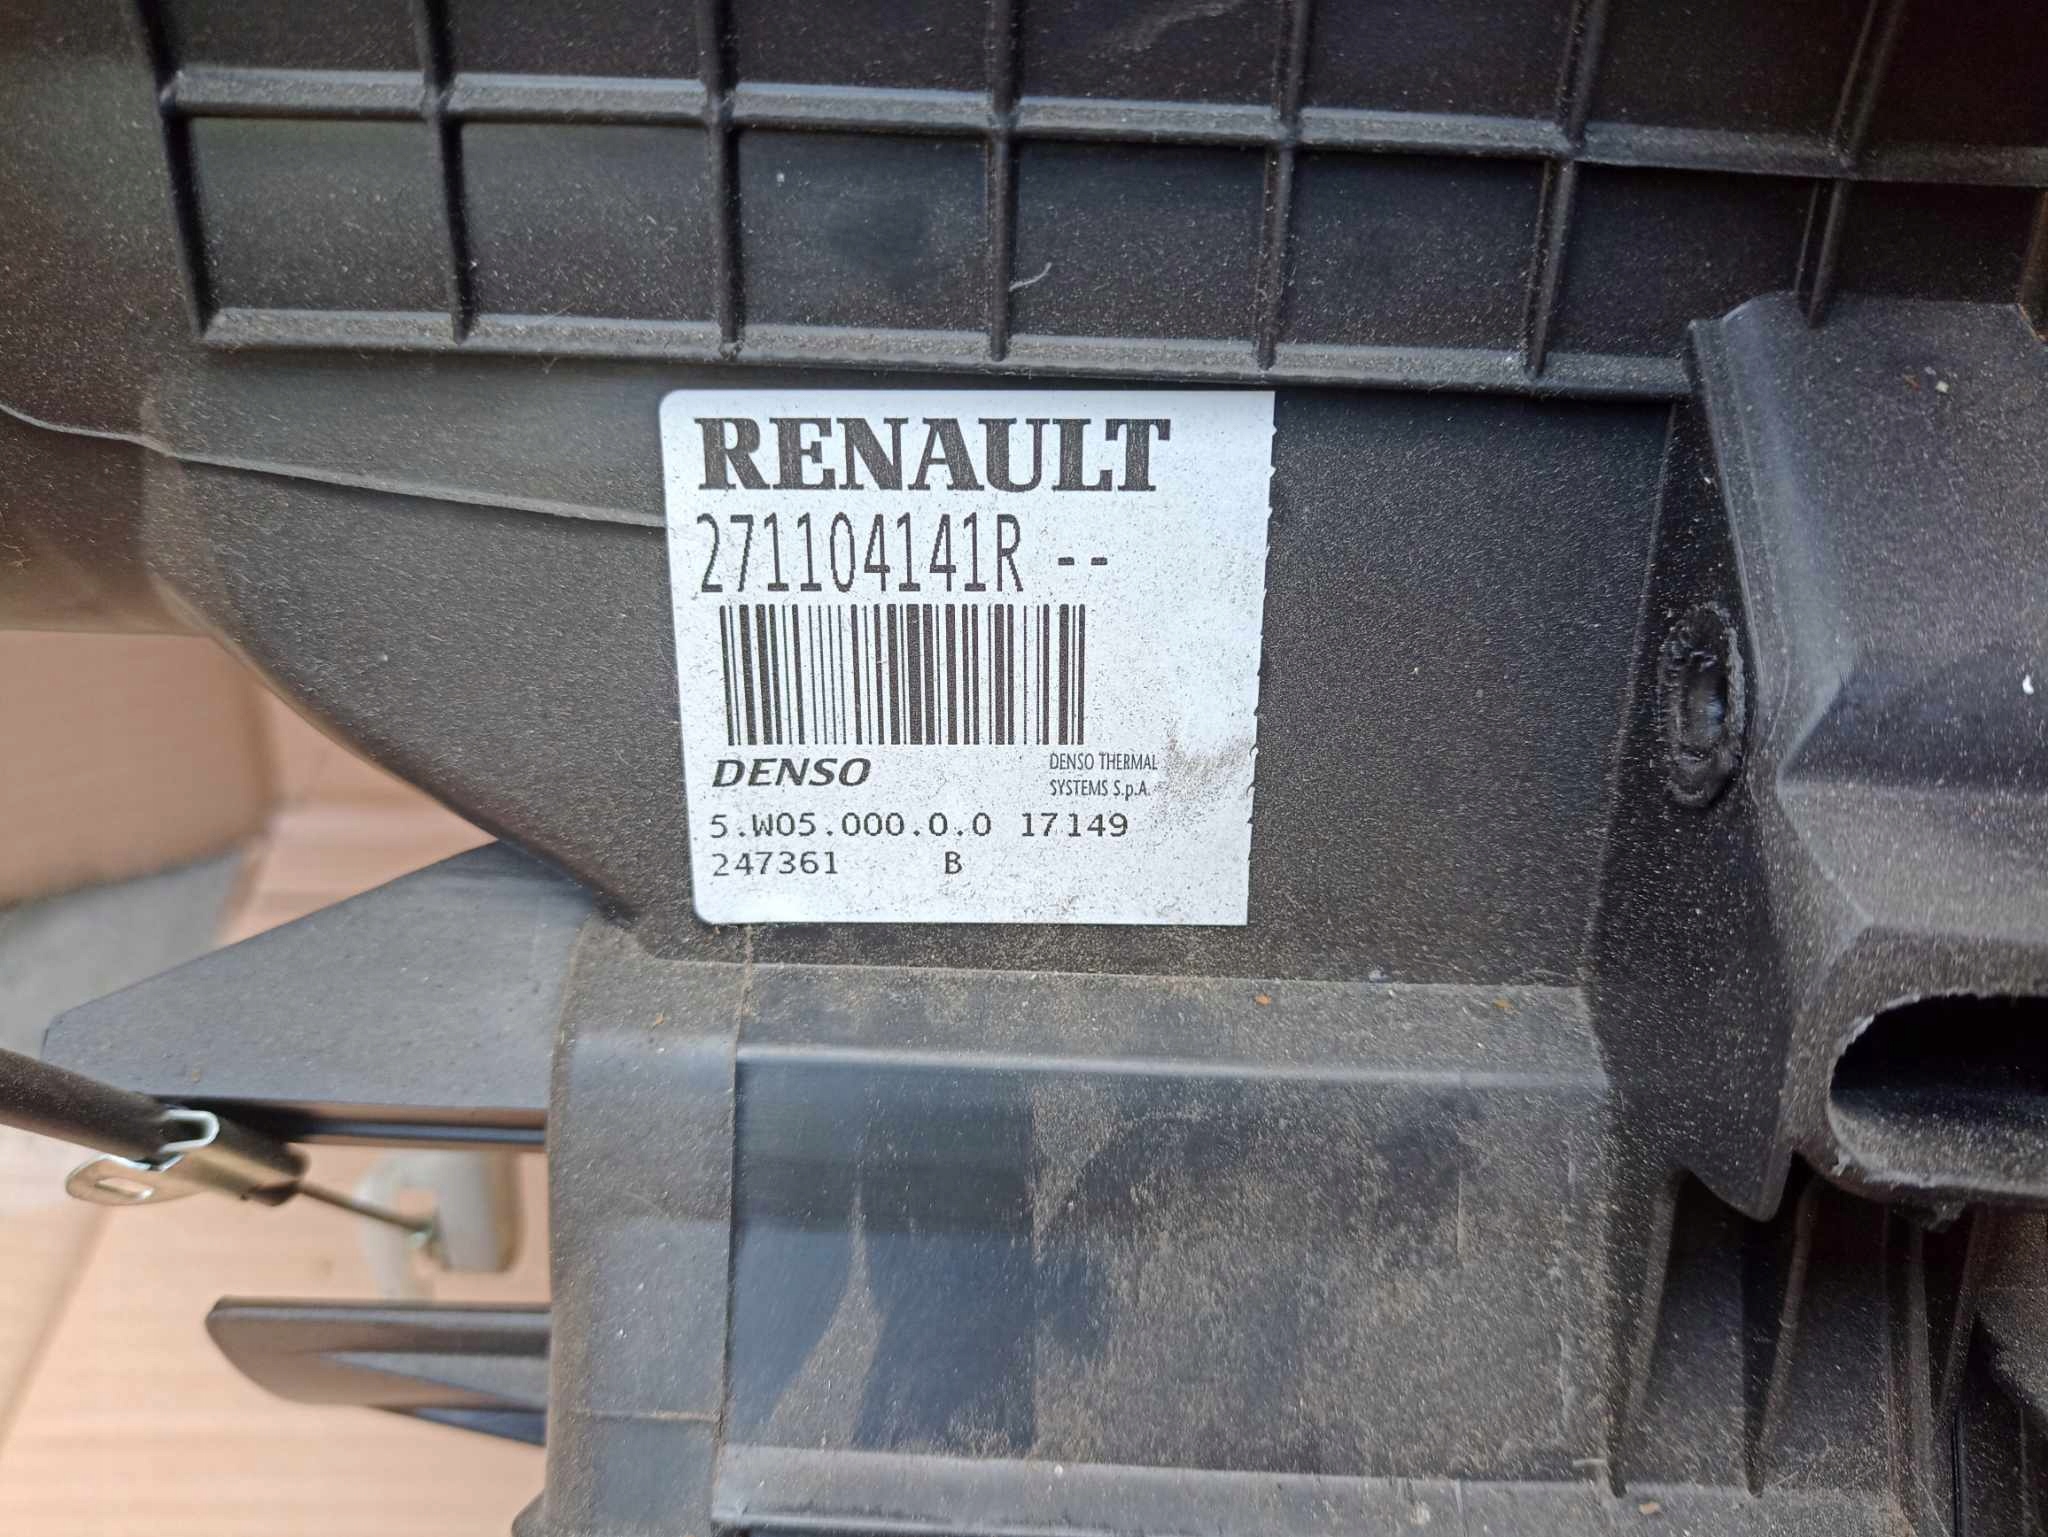 RENAULT
271104141R --
DENSO
DENSO THERMAL
SYSTEMS S.p.A.
5.W05.000.0.0 17149
247361 B